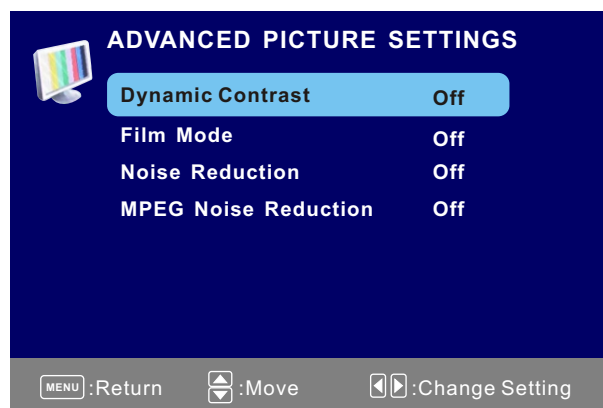 ADVANCED PICTURE SETTINGS
Dynamic Contrast Off
Film Mode Off
Noise Reduction Off
MPEG Noise Reduction Off
MENU :Return :Move :Change Setting